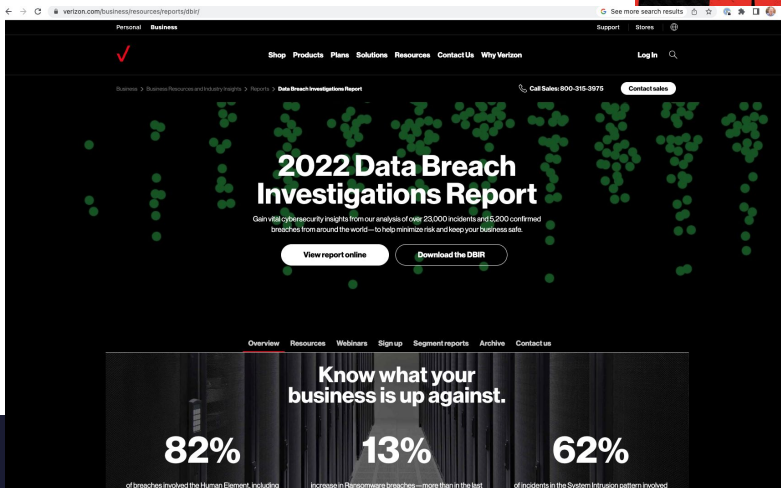 verizon.com/business/resources/reports/dbir/
G See more search results
Personal Business
Support Stores
Shop Products Plans Solutions Resources Contact Us Why Verizon
Log In
Business > Business Resources and Industry Insights > Reports > Data Breach Investigations Report
Call Sales: 800-315-3975
Contact sales
2022 Data Breach
Investigations Report
Gain vital cybersecurity insights from our analysis of over 23,000 incidents and 5,200 confirmed
breaches from around the world—to help minimize risk and keep your business safe.
View report online
Download the DBIR
Overview Resources Webinars Sign up Segment reports Archive Contact us
Know what your
business is up against.
82% 13% 62%
of breaches involved the Human Element, including
increase in Ransomware breaches—more than in the last
of incidents in the System Intrusion pattern involved